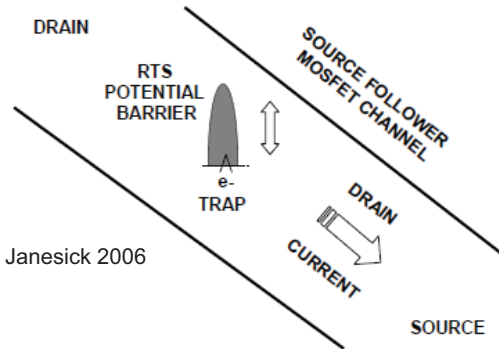 DRAIN
SOURCE FOLLOWER
MOSFET CHANNEL
RTS
POTENTIAL
BARRIER
e-
TRAP
DRAIN
CURRENT
Janesick 2006
SOURCE